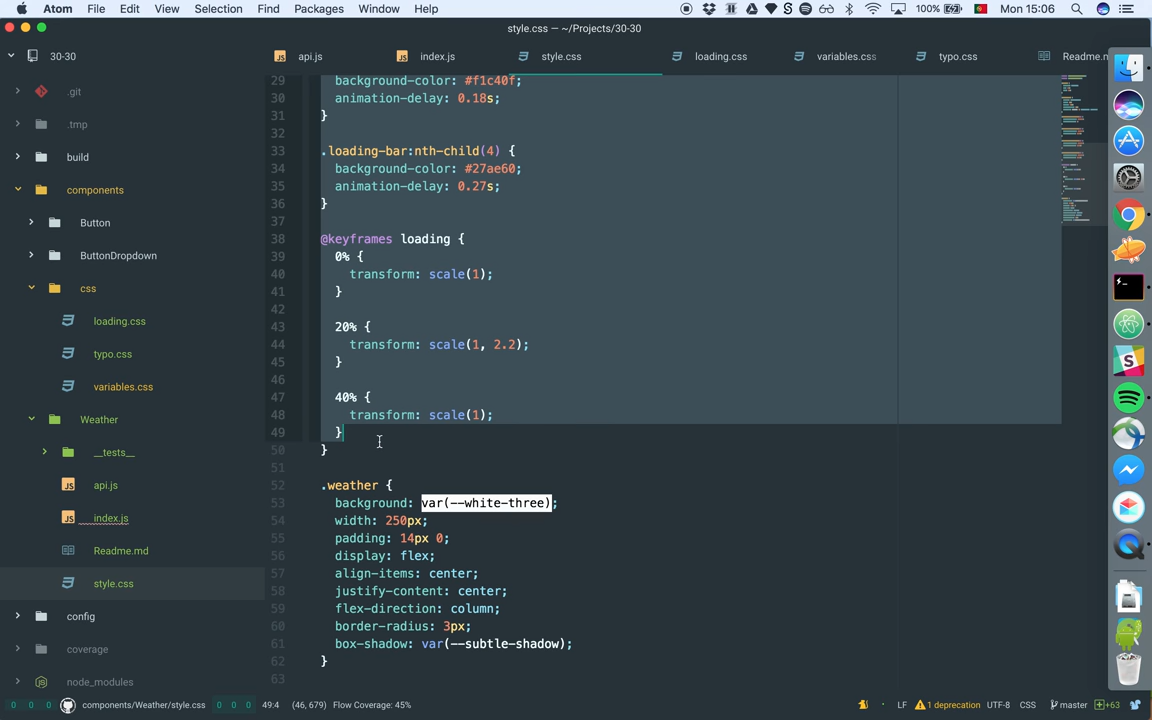 Atom File Edit View Selection Find Packages Window Help 100% Mon 15:06
style.css — ~/Projects/30-30
30-30 api.js index.js style.css loading.css variables.css typo.css Readme.n
.git
.tmp
build
components
Button
ButtonDropdown
css
loading.css
typo.css
variables.css
Weather
__tests__
api.js
index.js
Readme.md
style.css
config
coverage
node_modules
29 background-color: #f1c40f;
30 animation-delay: 0.18s;
31 }
32
33 .loading-bar:nth-child(4) {
34 background-color: #27ae60;
35 animation-delay: 0.27s;
36 }
37
38 @keyframes loading {
39 0% {
40 transform: scale(1);
41 }
42
43 20% {
44 transform: scale(1, 2.2);
45 }
46
47 40% {
48 transform: scale(1);
49 }
50 }
51
52 .weather {
53 background: var(--white-three);
54 width: 250px;
55 padding: 14px 0;
56 display: flex;
57 align-items: center;
58 justify-content: center;
59 flex-direction: column;
60 border-radius: 3px;
61 box-shadow: var(--subtle-shadow);
62 }
63
0 0 0 components/Weather/style.css 0 0 0 49:4 (46, 679) Flow Coverage: 45% LF 1 deprecation UTF-8 CSS master +63